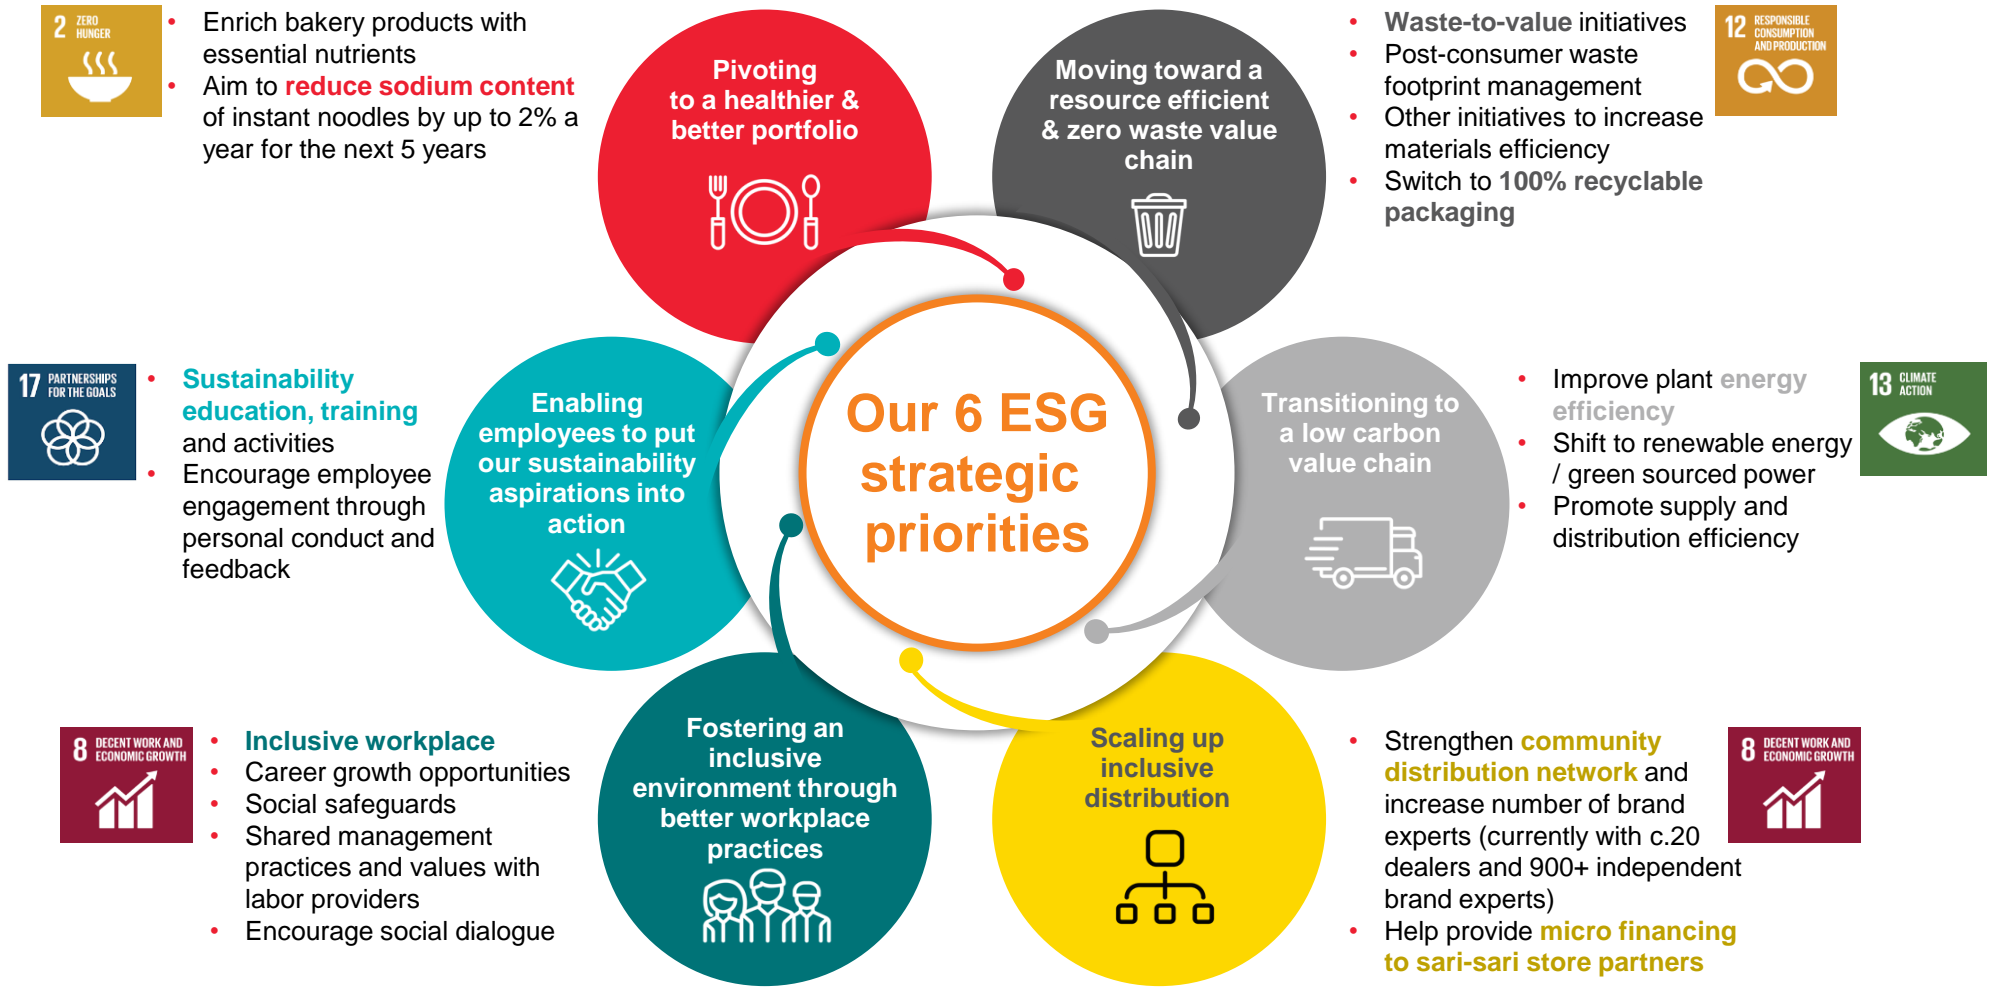 2 ZERO
HUNGER
• Enrich bakery products with
essential nutrients
• Aim to reduce sodium content
of instant noodles by up to 2% a
year for the next 5 years
Pivoting
to a healthier &
better portfolio
Moving toward a
resource efficient
& zero waste value
chain
• Waste-to-value initiatives
• Post-consumer waste
footprint management
• Other initiatives to increase
materials efficiency
• Switch to 100% recyclable
packaging
12 RESPONSIBLE
CONSUMPTION
AND PRODUCTION
17 PARTNERSHIPS
FOR THE GOALS
• Sustainability
education, training
and activities
• Encourage employee
engagement through
personal conduct and
feedback
Enabling
employees to put
our sustainability
aspirations into
action
Our 6 ESG
strategic
priorities
Transitioning to
a low carbon
value chain
• Improve plant energy
efficiency
• Shift to renewable energy
/ green sourced power
• Promote supply and
distribution efficiency
13 CLIMATE
ACTION
8 DECENT WORK AND
ECONOMIC GROWTH
• Inclusive workplace
• Career growth opportunities
• Social safeguards
• Shared management
practices and values with
labor providers
• Encourage social dialogue
Fostering an
inclusive
environment through
better workplace
practices
Scaling up
inclusive
distribution
• Strengthen community
distribution network and
increase number of brand
experts (currently with c.20
dealers and 900+ independent
brand experts)
• Help provide micro financing
to sari-sari store partners
8 DECENT WORK AND
ECONOMIC GROWTH